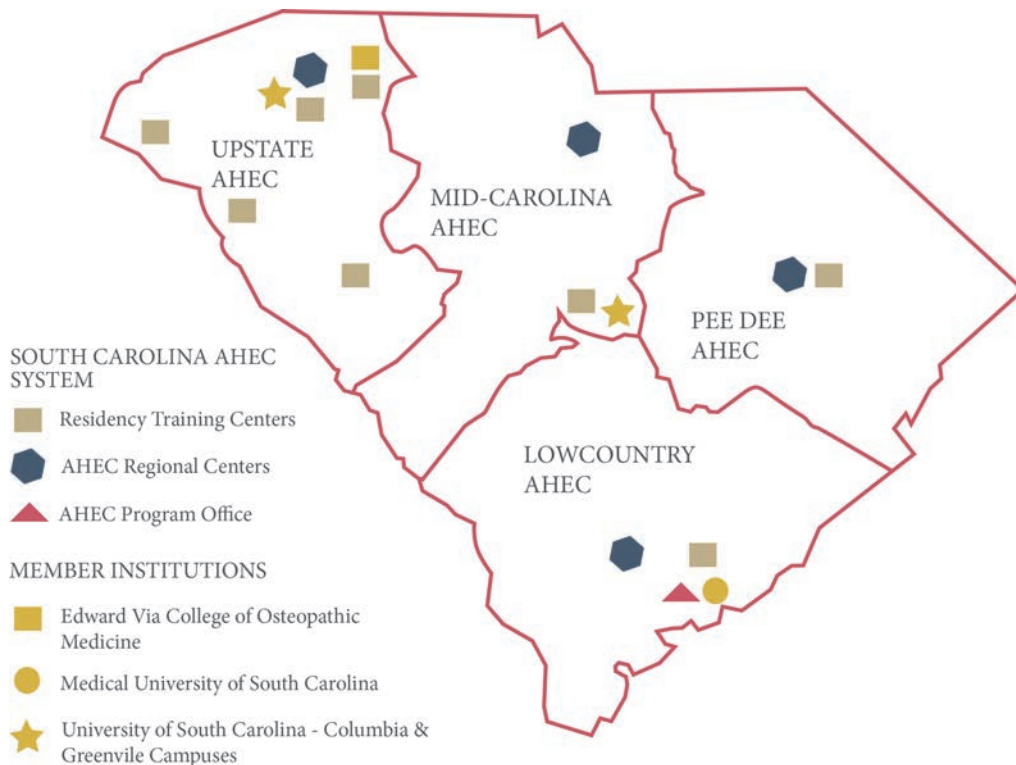 UPSTATE
AHEC
MID-CAROLINA
AHEC
PEE DEE
AHEC
LOWCOUNTRY
AHEC
SOUTH CAROLINA AHEC
SYSTEM
Residency Training Centers
AHEC Regional Centers
AHEC Program Office
MEMBER INSTITUTIONS
Edward Via College of Osteopathic
Medicine
Medical University of South Carolina
University of South Carolina - Columbia &
Greenvile Campuses